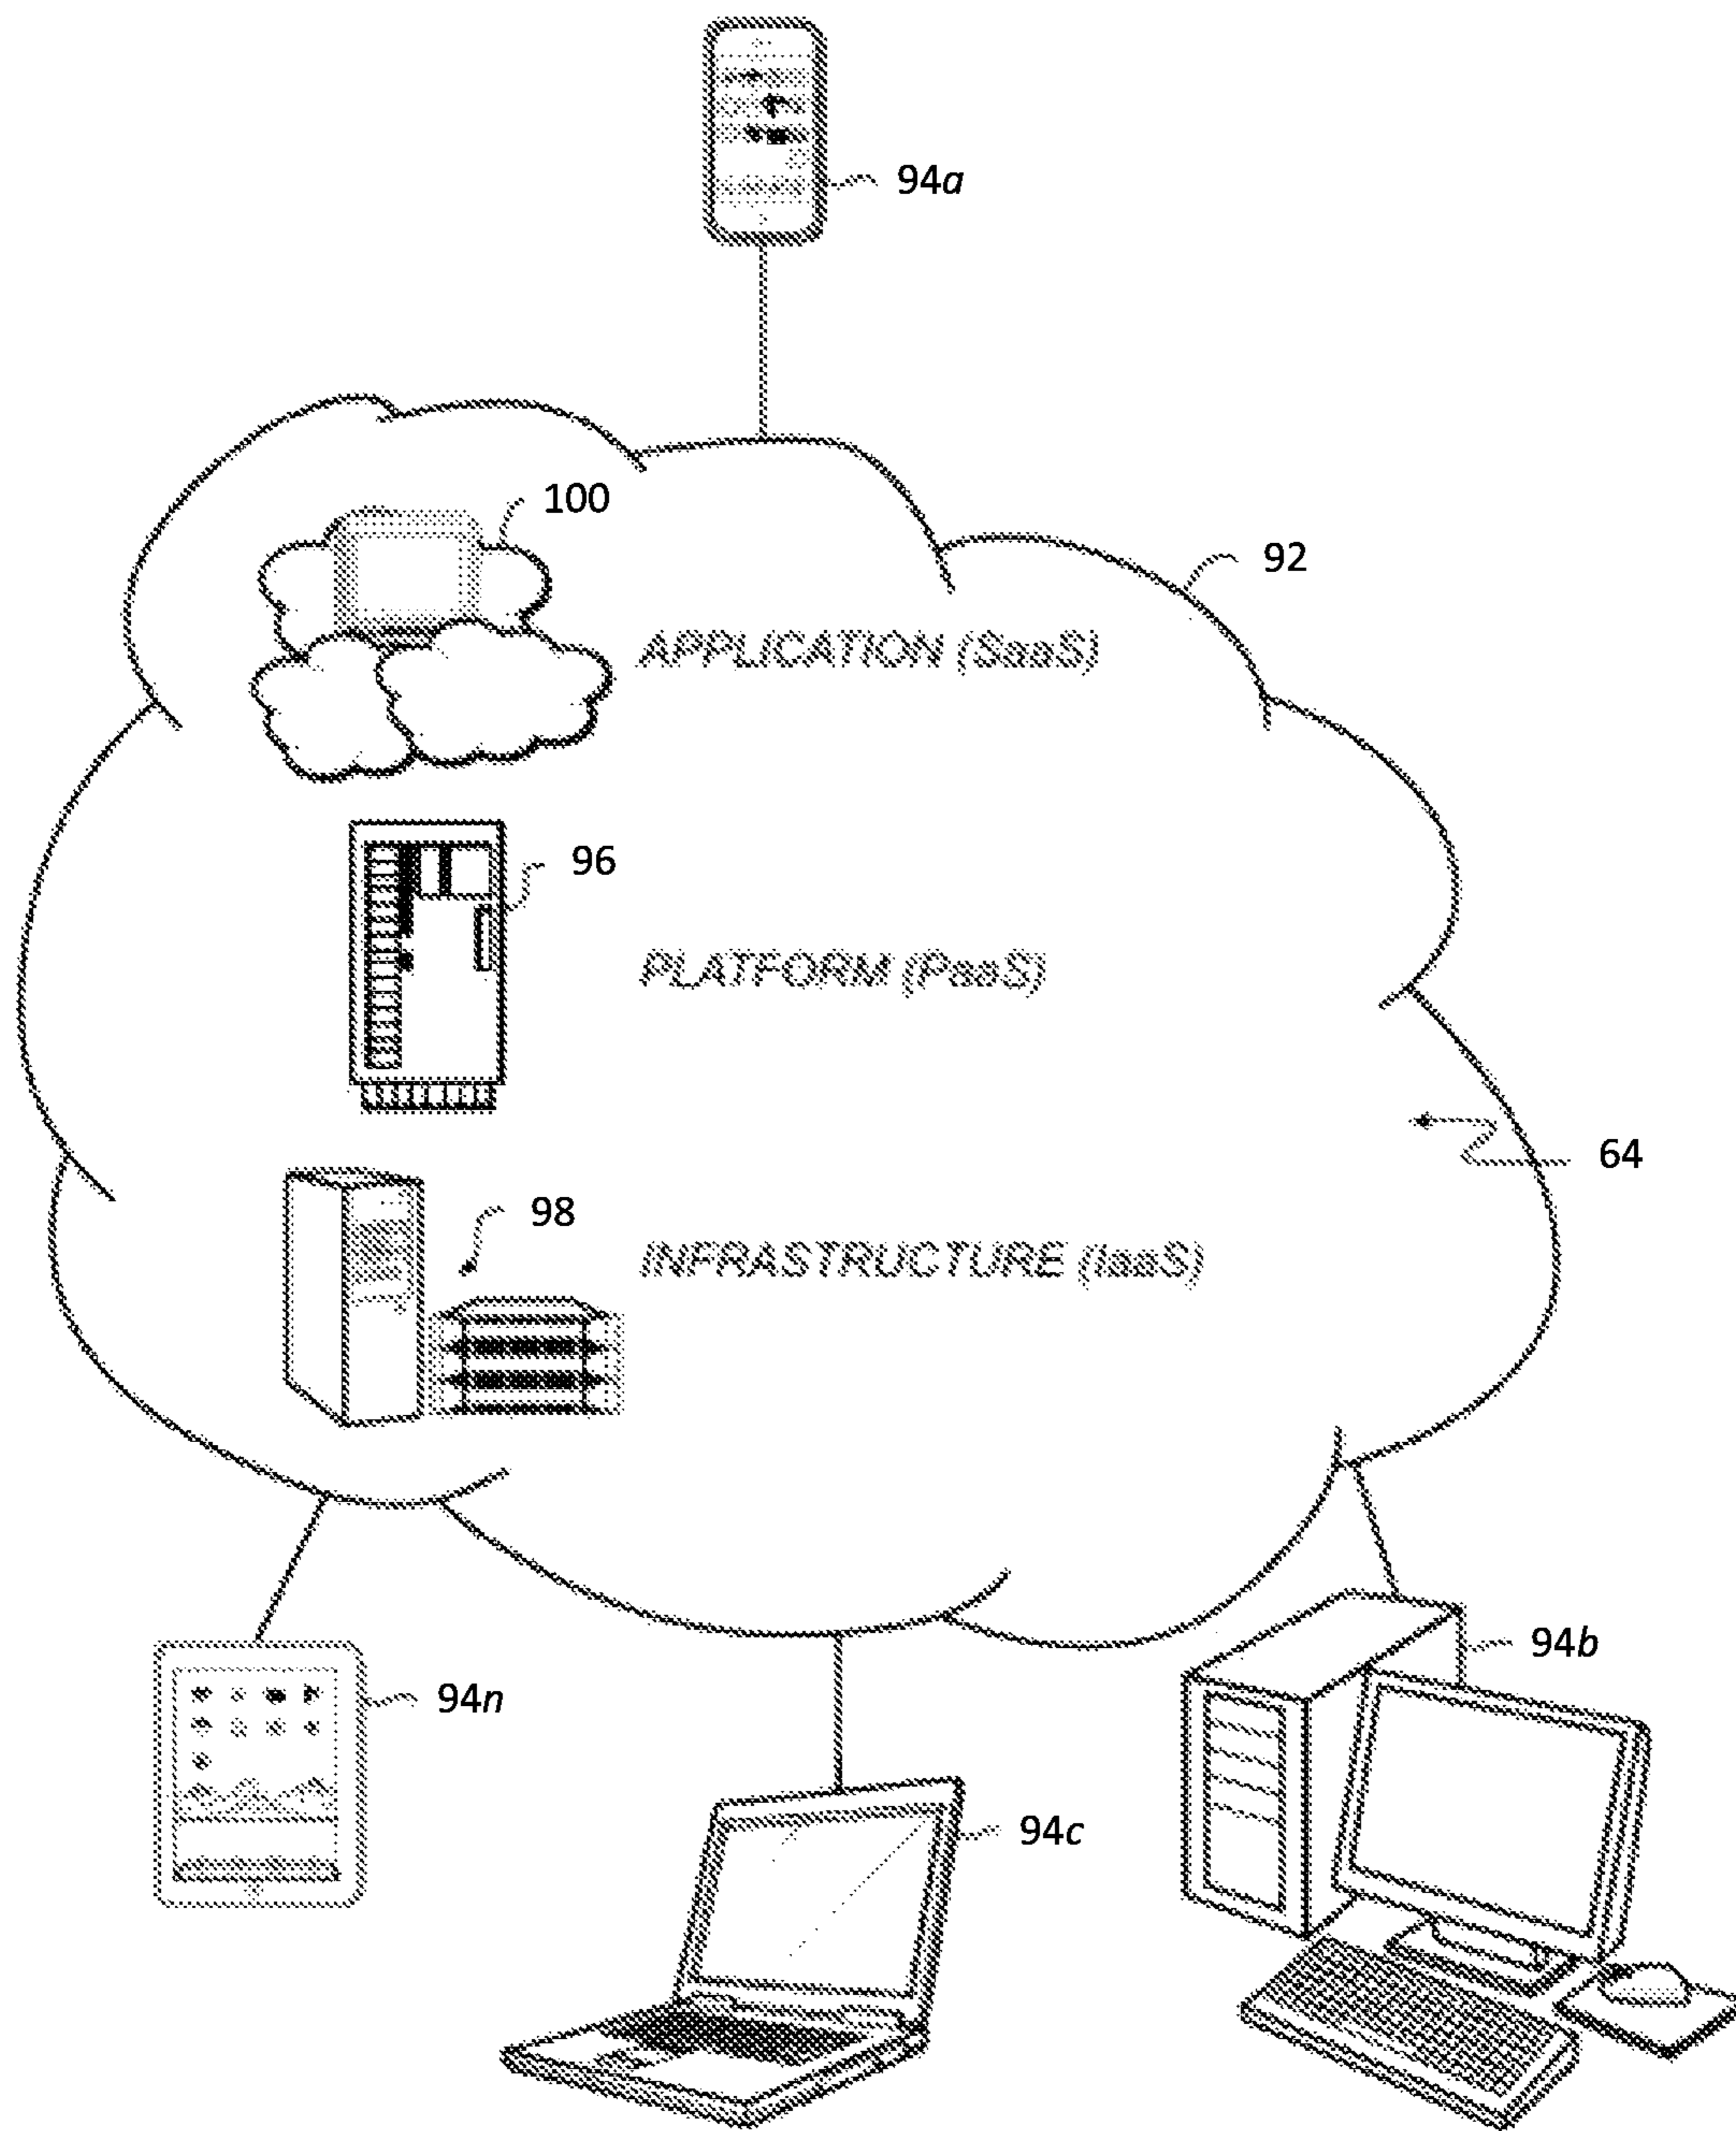 94a
100
92
APPLICATION (SaaS)
96
PLATFORM (PaaS)
64
98
INFRASTRUCTURE (IaaS)
94b
94n
94c